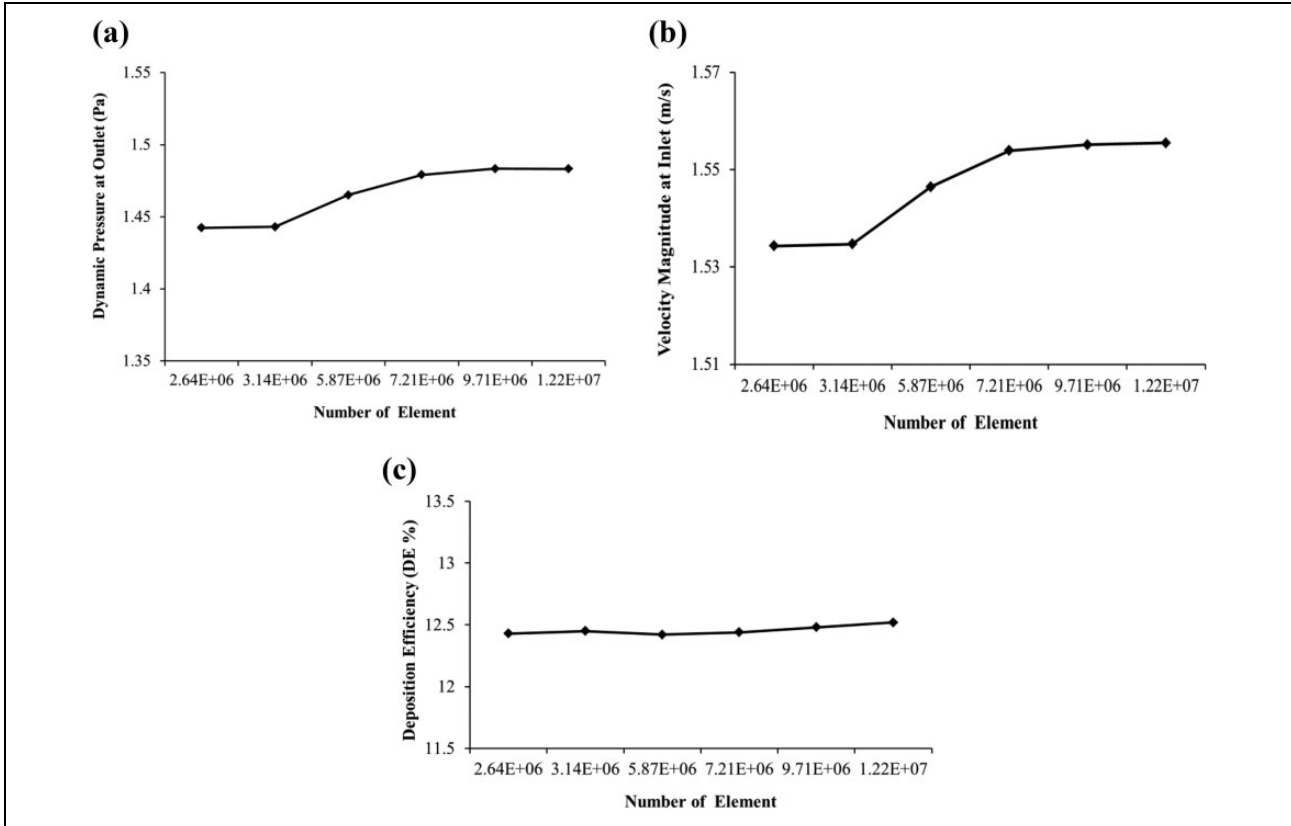 (a)
Dynamic Pressure at Outlet (Pa)
1.55
1.5
1.45
1.4
1.35
2.64E+06 3.14E+06 5.87E+06 7.21E+06 9.71E+06 1.22E+07
Number of Element
(b)
Velocity Magnitude at Inlet (m/s)
1.57
1.55
1.53
1.51
2.64E+06 3.14E+06 5.87E+06 7.21E+06 9.71E+06 1.22E+07
Number of Element
(c)
Deposition Efficiency (DE %)
13.5
13
12.5
12
11.5
2.64E+06 3.14E+06 5.87E+06 7.21E+06 9.71E+06 1.22E+07
Number of Element